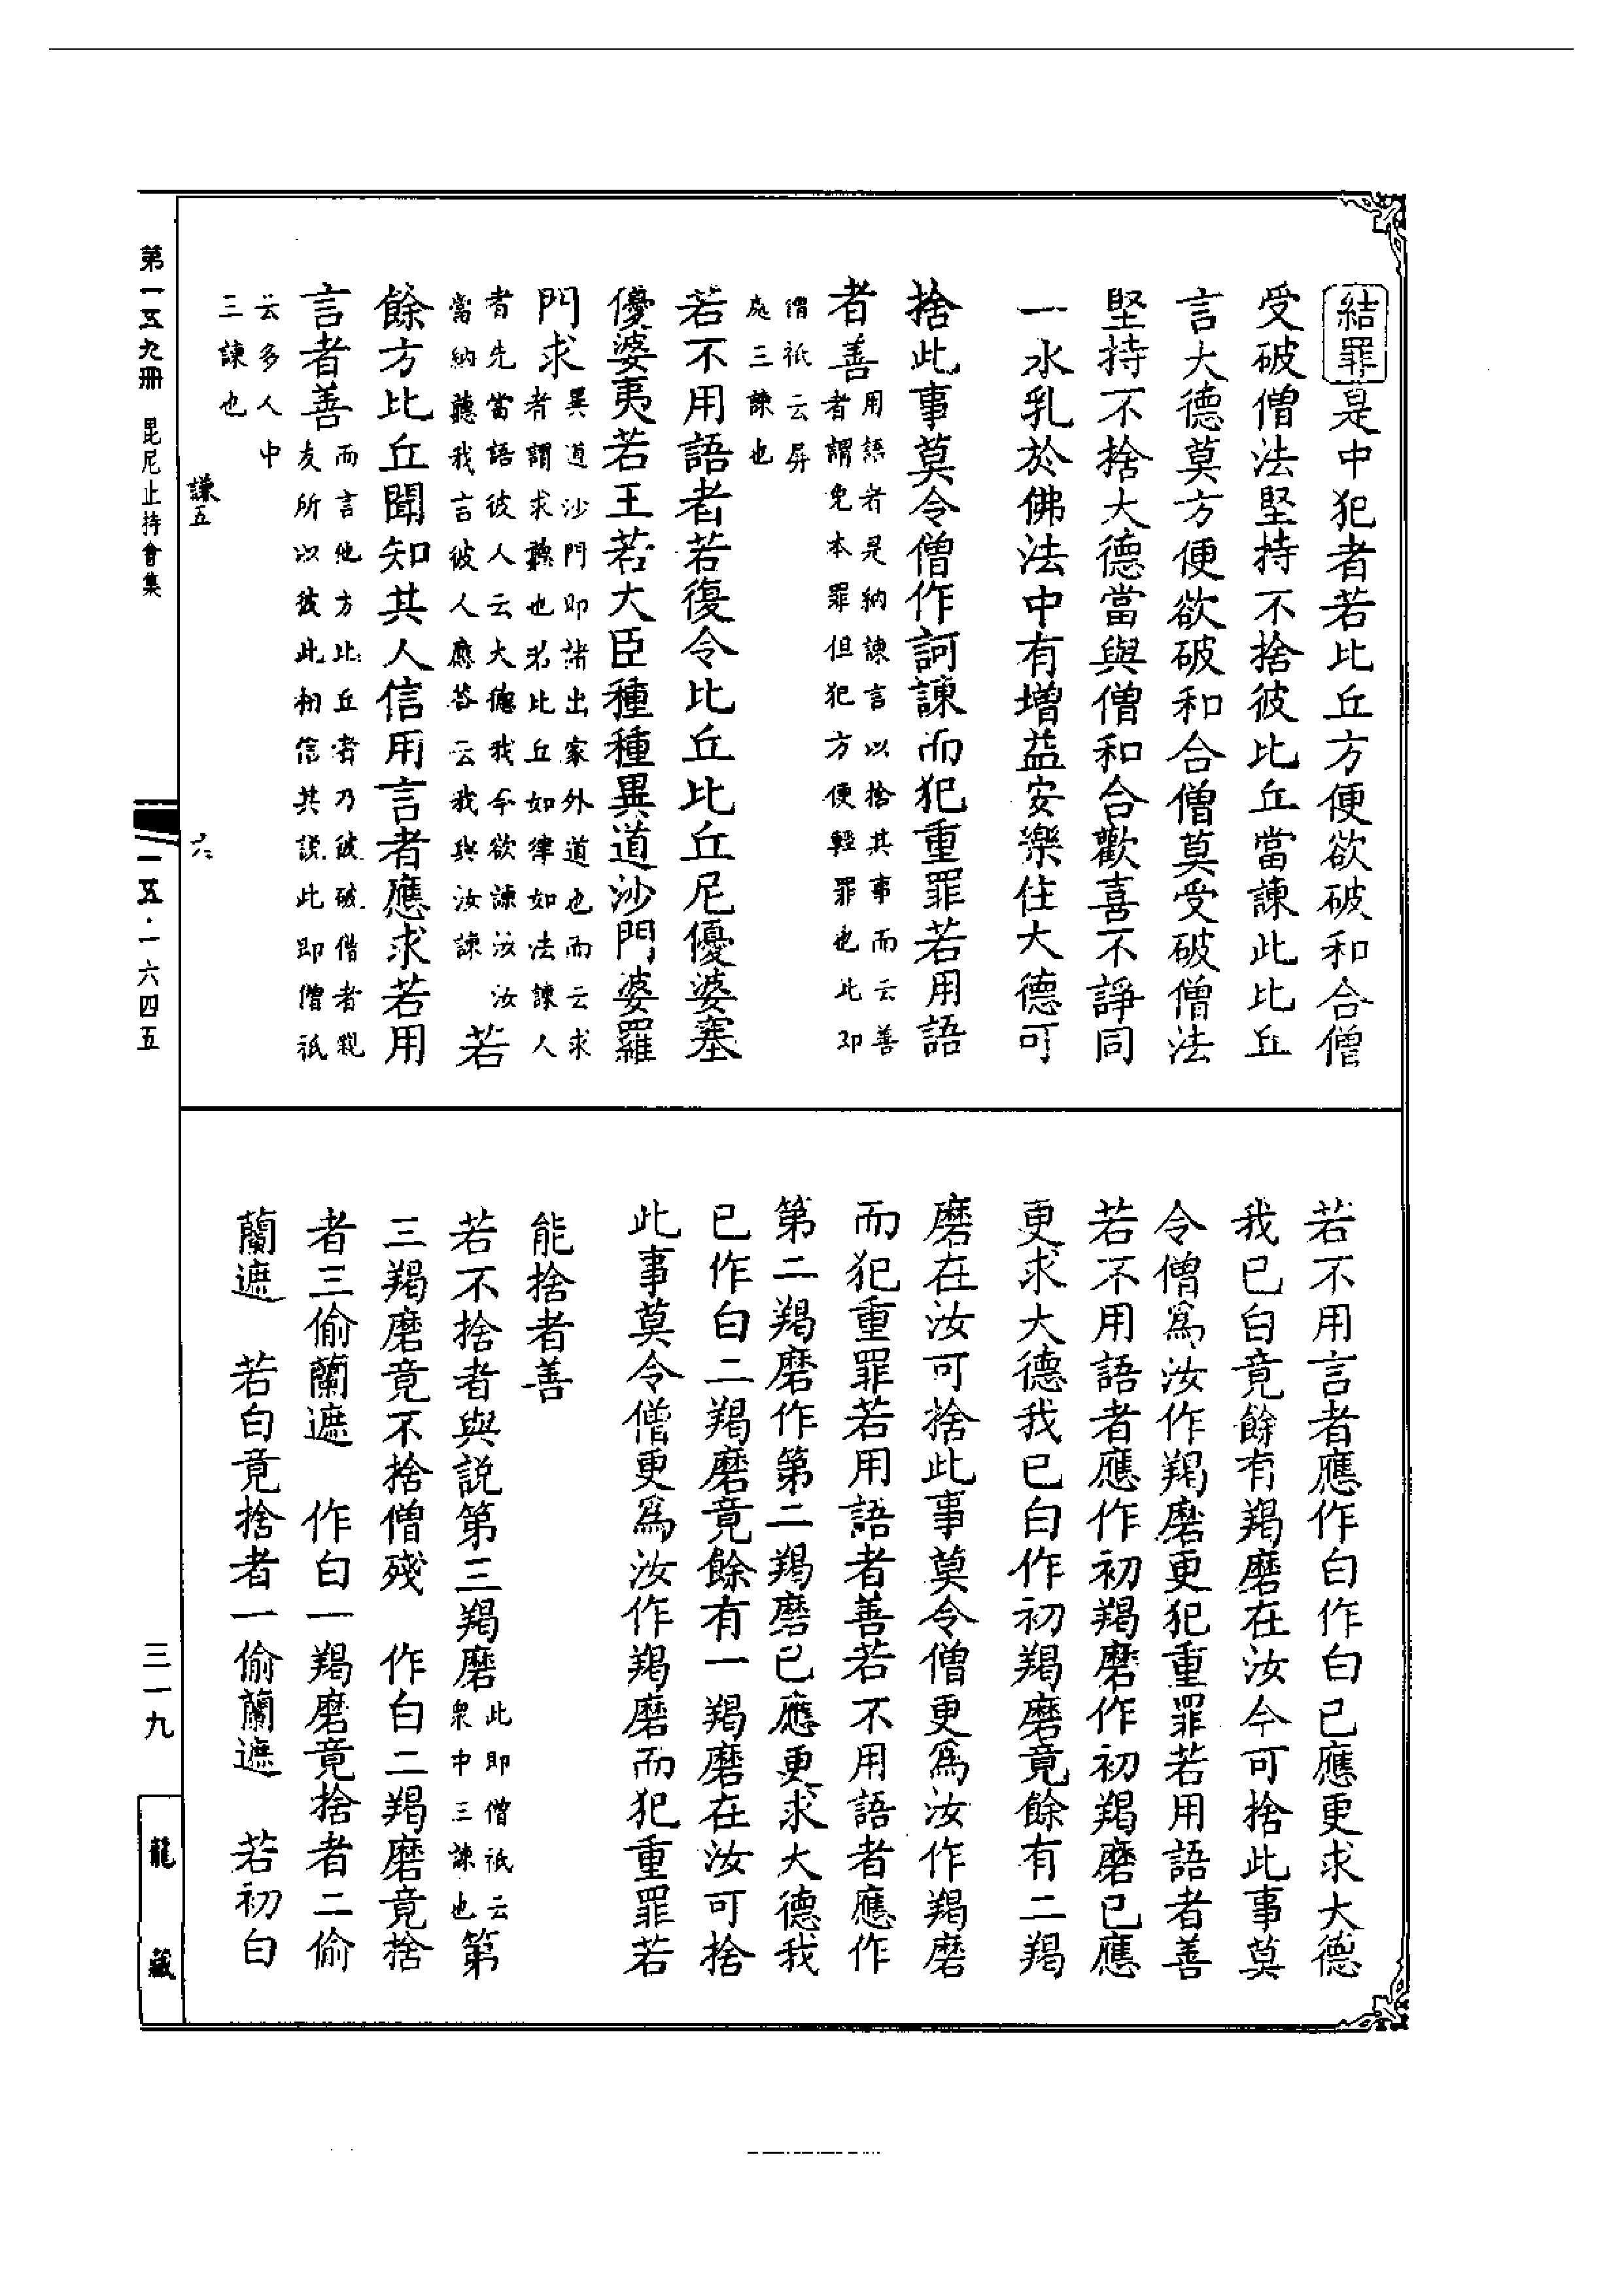 結罪是中犯者若比丘方便欲破和合僧
受破僧法堅持不捨彼比丘當諫此比丘
言大德莫方便欲破和合僧莫受破僧法
堅持不捨大德當與僧和合歡喜不諍同
一水乳於佛法中有增益安樂住大德可
捨此事莫令僧作訶諫而犯重罪若用語
者善用語者是納諫言以捨其事而云善
者謂免本罪但犯方便輕罪也此即
謂祇云屏
處三諫也
若不用語者若復令比丘比丘尼優婆塞
優婆夷若王若大臣種種異道沙門婆羅
門求異道沙門即諸出家外道也而云求
者謂求聽也若比丘如律如法諫人
者先當語彼人云大德我今欲諫汝汝
當納聽我言彼人應答云我與汝諫若
餘方比丘聞知其人信用言者應求若用
言者善而言他方比丘者乃彼破僧者親
友所以彼此相信其説此即僧祇
云多人中
三諫也
若不用言者應作白作白已應更求大德
我已白竟餘有羯磨在汝今可捨此事莫
令僧爲汝作羯磨更犯重罪若用語者善
若不用語者應作初羯磨作初羯磨已應
更求大德我已白作初羯磨竟餘有二羯
磨在汝可捨此事莫令僧更爲汝作羯磨
而犯重罪若用語者善若不用語者應作
第二羯磨作第二羯磨已應更求大德我
已作白二羯磨竟餘有一羯磨在汝可捨
此事莫令僧更爲汝作羯磨而犯重罪若
能捨者善
若不捨者與説第三羯磨此即僧祇云
衆中三諫也第
三羯磨竟不捨僧殘　作白二羯磨竟捨
者三偷蘭遮　作白一羯磨竟捨者二偷
蘭遮　若白竟捨者一偷蘭遮　若初白
謙五
六
第一五九册　毘尼止持會集
一五·一六四五
三一九
龍藏